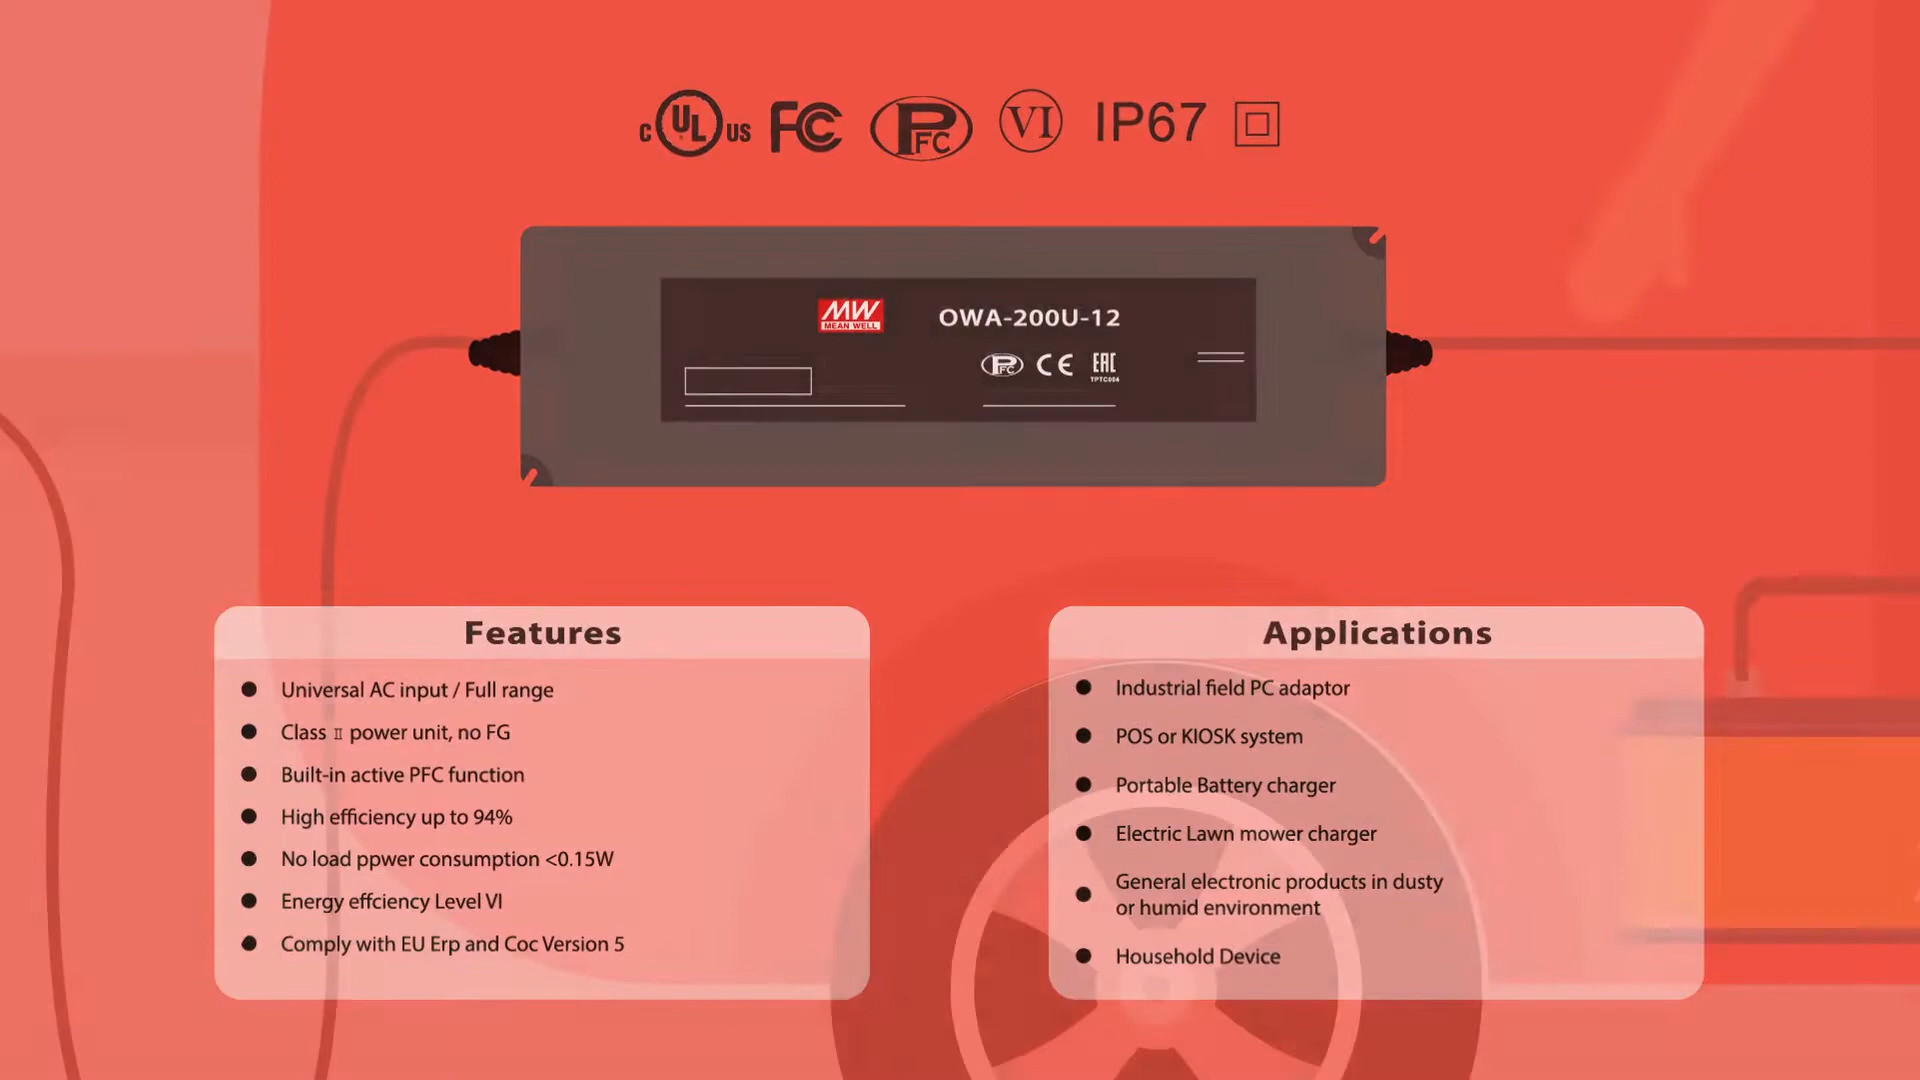 c UL US FC PFC VI IP67
MW
MEAN WELL
OWA-200U-12
PFC CE EAC
TPTC004
Features
● Universal AC input / Full range
● Class Ⅱ power unit, no FG
● Built-in active PFC function
● High efficiency up to 94%
● No load ppwer consumption <0.15W
● Energy effciency Level VI
● Comply with EU Erp and Coc Version 5
Applications
● Industrial field PC adaptor
● POS or KIOSK system
● Portable Battery charger
● Electric Lawn mower charger
● General electronic products in dusty
or humid environment
● Household Device